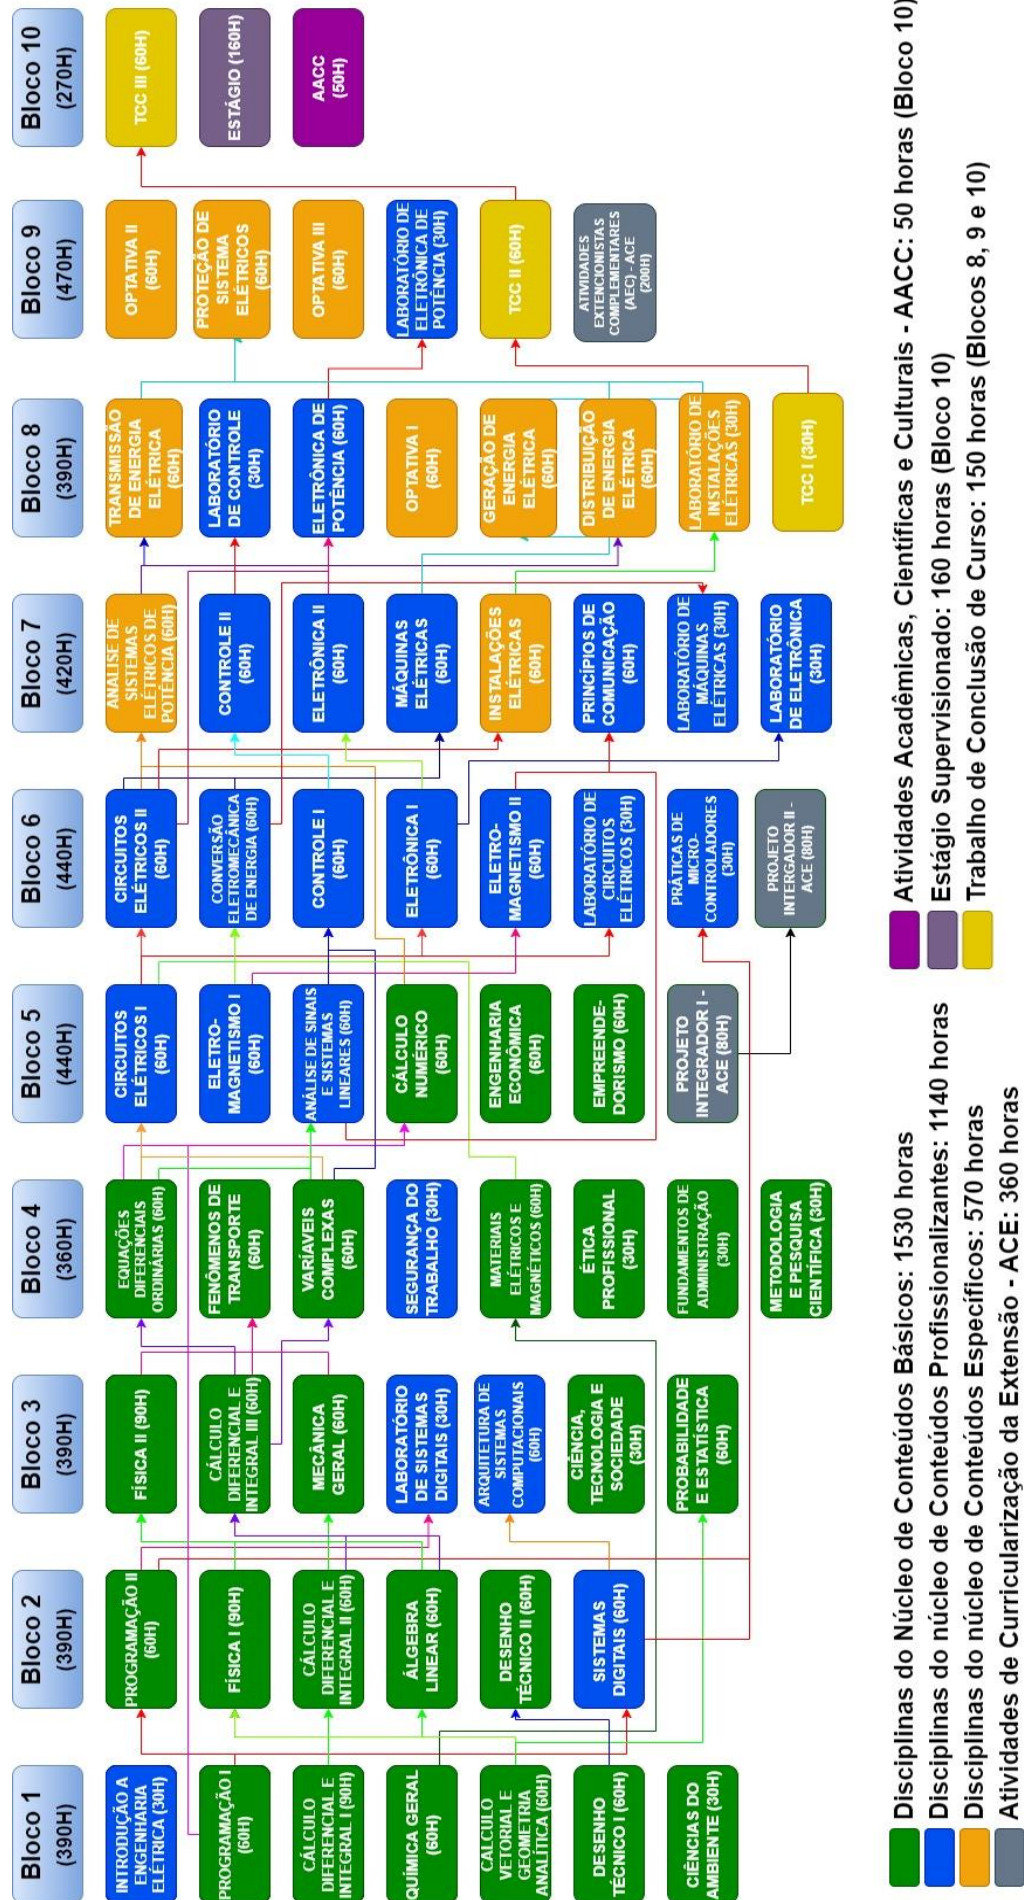 Bloco 1
(390H)
INTRODUÇÃO A
ENGENHARIA
ELÉTRICA (30H)
PROGRAMAÇÃO I
(60H)
CÁLCULO
DIFERENCIAL E
INTEGRAL I (90H)
QUÍMICA GERAL
(60H)
CALCULO
VETORIAL E
GEOMETRIA
ANALÍTICA (60H)
DESENHO
TÉCNICO I (60H)
CIÊNCIAS DO
AMBIENTE (30H)
Bloco 2
(390H)
PROGRAMAÇÃO II
(60H)
FÍSICA I (90H)
CÁLCULO
DIFERENCIAL E
INTEGRAL II (60H)
ÁLGEBRA
LINEAR (60H)
DESENHO
TÉCNICO II (60H)
SISTEMAS
DIGITAIS (60H)
Bloco 3
(390H)
FÍSICA II (90H)
CÁLCULO
DIFERENCIAL E
INTEGRAL III (60H)
MECÂNICA
GERAL (60H)
LABORATÓRIO
DE SISTEMAS
DIGITAIS (30H)
ARQUITETURA DE
SISTEMAS
COMPUTACIONAIS
(60H)
CIÊNCIA,
TECNOLOGIA E
SOCIEDADE
(30H)
PROBABILIDADE
E ESTATÍSTICA
(60H)
Bloco 4
(360H)
EQUAÇÕES
DIFERENCIAIS
ORDINÁRIAS (60H)
FENÔMENOS DE
TRANSPORTE
(60H)
VARÍAVEIS
COMPLEXAS
(60H)
SEGURANÇA DO
TRABALHO (30H)
MATERIAIS
ELÉTRICOS E
MAGNÉTICOS (60H)
ÉTICA
PROFISSIONAL
(30H)
FUNDAMENTOS DE
ADMINISTRAÇÃO
(30H)
METODOLOGIA
E PESQUISA
CIENTÍFICA (30H)
Bloco 5
(440H)
CIRCUITOS
ELÉTRICOS I
(60H)
ELETRO-
MAGNETISMO I
(60H)
ANÁLISE DE SINAIS
E SISTEMAS
LINEARES (60H)
CÁLCULO
NUMÉRICO
(60H)
ENGENHARIA
ECONÔMICA
(60H)
EMPREENDE-
DORISMO (60H)
PROJETO
INTEGRADOR I -
ACE (80H)
Bloco 6
(440H)
CIRCUITOS
ELÉTRICOS II
(60H)
CONVERSÃO
ELETROMECÂNICA
DE ENERGIA (60H)
CONTROLE I
(60H)
ELETRÔNICA I
(60H)
ELETRO-
MAGNETISMO II
(60H)
LABORATÓRIO DE
CIRCUITOS
ELÉTRICOS (30H)
PRÁTICAS DE
MICRO-
CONTROLADORES
(30H)
PROJETO
INTERGADOR II -
ACE (80H)
Bloco 7
(420H)
ANÁLISE DE
SISTEMAS
ELÉTRICOS DE
POTÊNCIA (60H)
CONTROLE II
(60H)
ELETRÔNICA II
(60H)
MÁQUINAS
ELÉTRICAS
(60H)
INSTALAÇÕES
ELÉTRICAS
(60H)
PRINCÍPIOS DE
COMUNICAÇÃO
(60H)
LABORATÓRIO DE
MÁQUINAS
ELÉTRICAS (30H)
LABORATÓRIO
DE ELETRÔNICA
(30H)
Bloco 8
(390H)
TRANSMISSÃO
DE ENERGIA
ELÉTRICA
(60H)
LABORATÓRIO
DE CONTROLE
(30H)
ELETRÔNICA DE
POTÊNCIA (60H)
OPTATIVA I
(60H)
GERAÇÃO DE
ENERGIA
ELÉTRICA
(60H)
DISTRIBUIÇÃO
DE ENERGIA
ELÉTRICA
(60H)
LABORATÓRIO DE
INSTALAÇÕES
ELÉTRICAS (30H)
TCC I (30H)
Bloco 9
(470H)
OPTATIVA II
(60H)
PROTEÇÃO DE
SISTEMA
ELÉTRICOS
(60H)
OPTATIVA III
(60H)
LABORATÓRIO DE
ELETRÔNICA DE
POTÊNCIA (30H)
TCC II (60H)
ATIVIDADES
EXTENCIONISTAS
COMPLEMENTARES
(AEC) - ACE
(200H)
Bloco 10
(270H)
TCC III (60H)
ESTÁGIO (160H)
AACC
(50H)
Disciplinas do Núcleo de Conteúdos Básicos: 1530 horas
Disciplinas do núcleo de Conteúdos Profissionalizantes: 1140 horas
Disciplinas do núcleo de Conteúdos Específicos: 570 horas
Atividades de Curricularização da Extensão - ACE: 360 horas
Atividades Acadêmicas, Científicas e Culturais - AACC: 50 horas (Bloco 10)
Estágio Supervisionado: 160 horas (Bloco 10)
Trabalho de Conclusão de Curso: 150 horas (Blocos 8, 9 e 10)